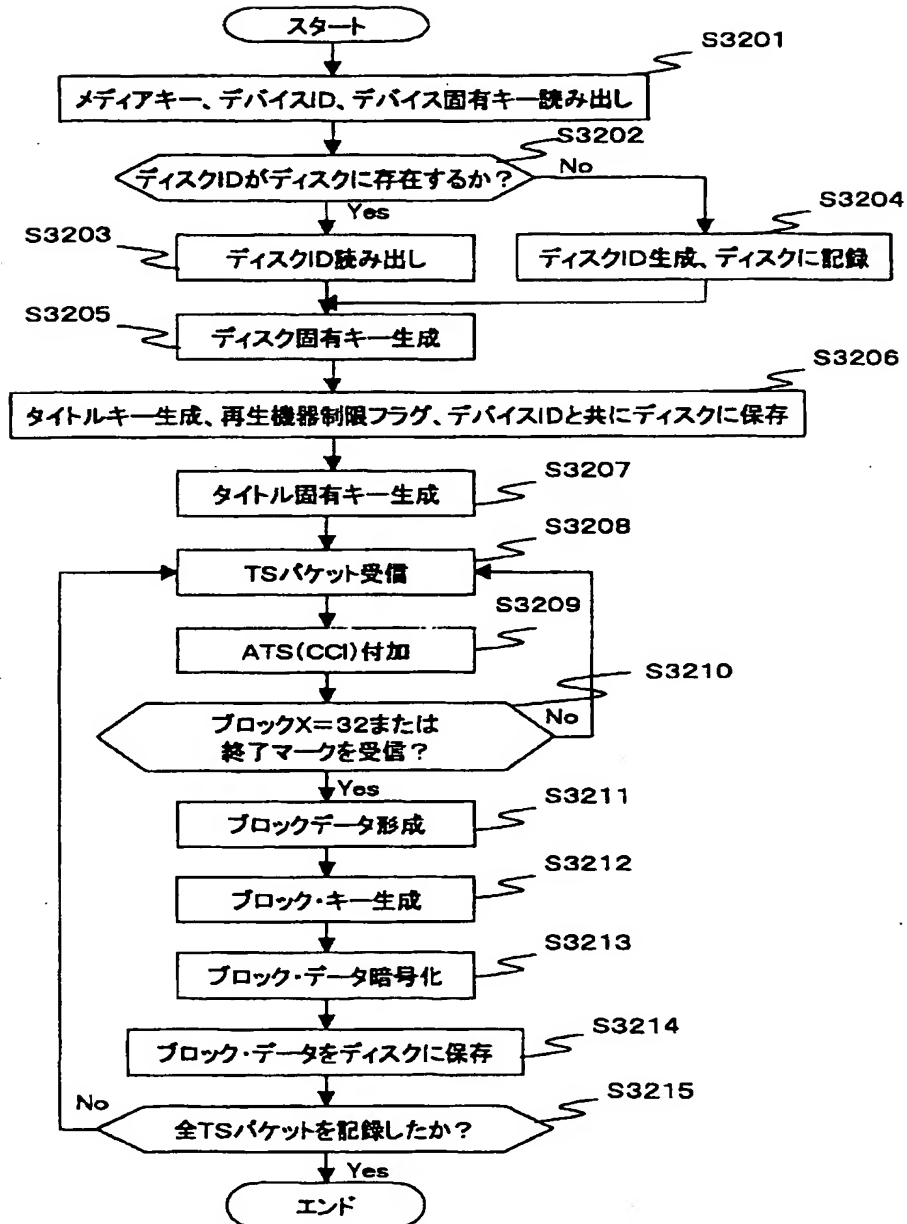 スタート
S3201
メディアキー、デバイスID、デバイス固有キー読み出し
S3202
ディスクIDがディスクに存在するか?
No
Yes
S3203
ディスクID読み出し
S3204
ディスクID生成、ディスクに記録
S3205
ディスク固有キー生成
S3206
タイトルキー生成、再生機器制限フラグ、デバイスIDと共にディスクに保存
S3207
タイトル固有キー生成
S3208
TSパケット受信
S3209
ATS(CCI)付加
S3210
ブロックX=32または
終了マークを受信?
No
Yes
S3211
ブロックデータ形成
S3212
ブロック・キー生成
S3213
ブロック・データ暗号化
S3214
ブロック・データをディスクに保存
S3215
No
全TSパケットを記録したか?
Yes
エンド